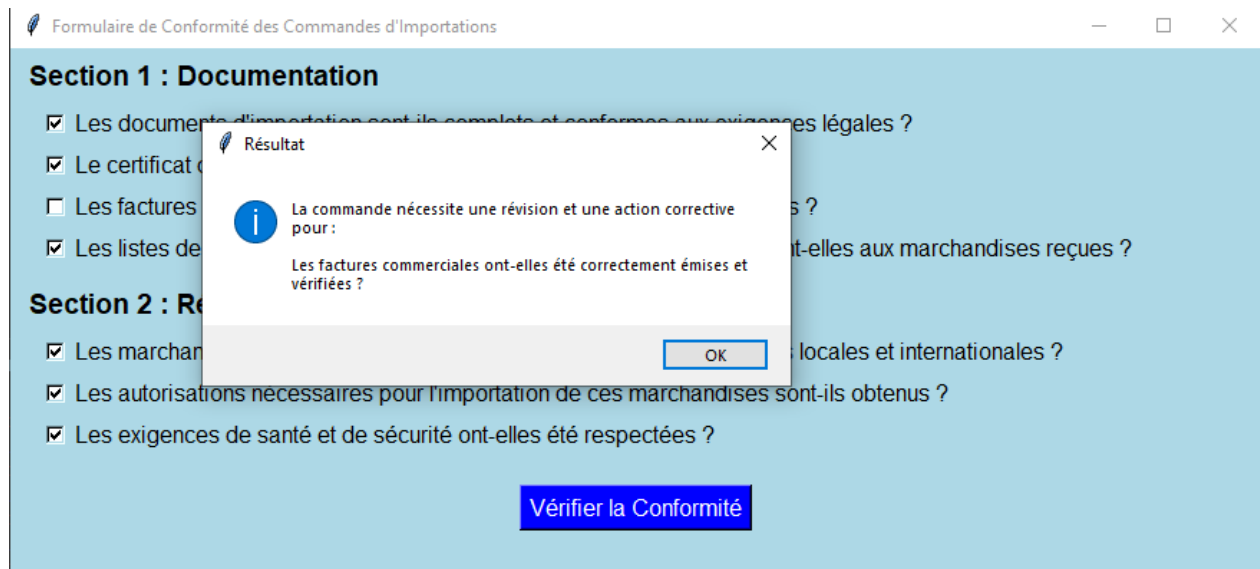 Formulaire de Conformité des Commandes d'Importations
Section 1 : Documentation
Les documents d'importation sont-ils complets et conformes aux exigences légales ?
Le certificat
Résultat
Les factures
s ?
La commande nécessite une révision et une action corrective
pour :
Les listes de
nt-elles aux marchandises reçues ?
Les factures commerciales ont-elles été correctement émises et
vérifiées ?
Section 2 :
Les
locales et internationales ?
OK
Les autorisations nécessaires pour l'importation de ces marchandises sont-ils obtenus ?
Les exigences de santé et de sécurité ont-elles été respectées ?
Vérifier la Conformité